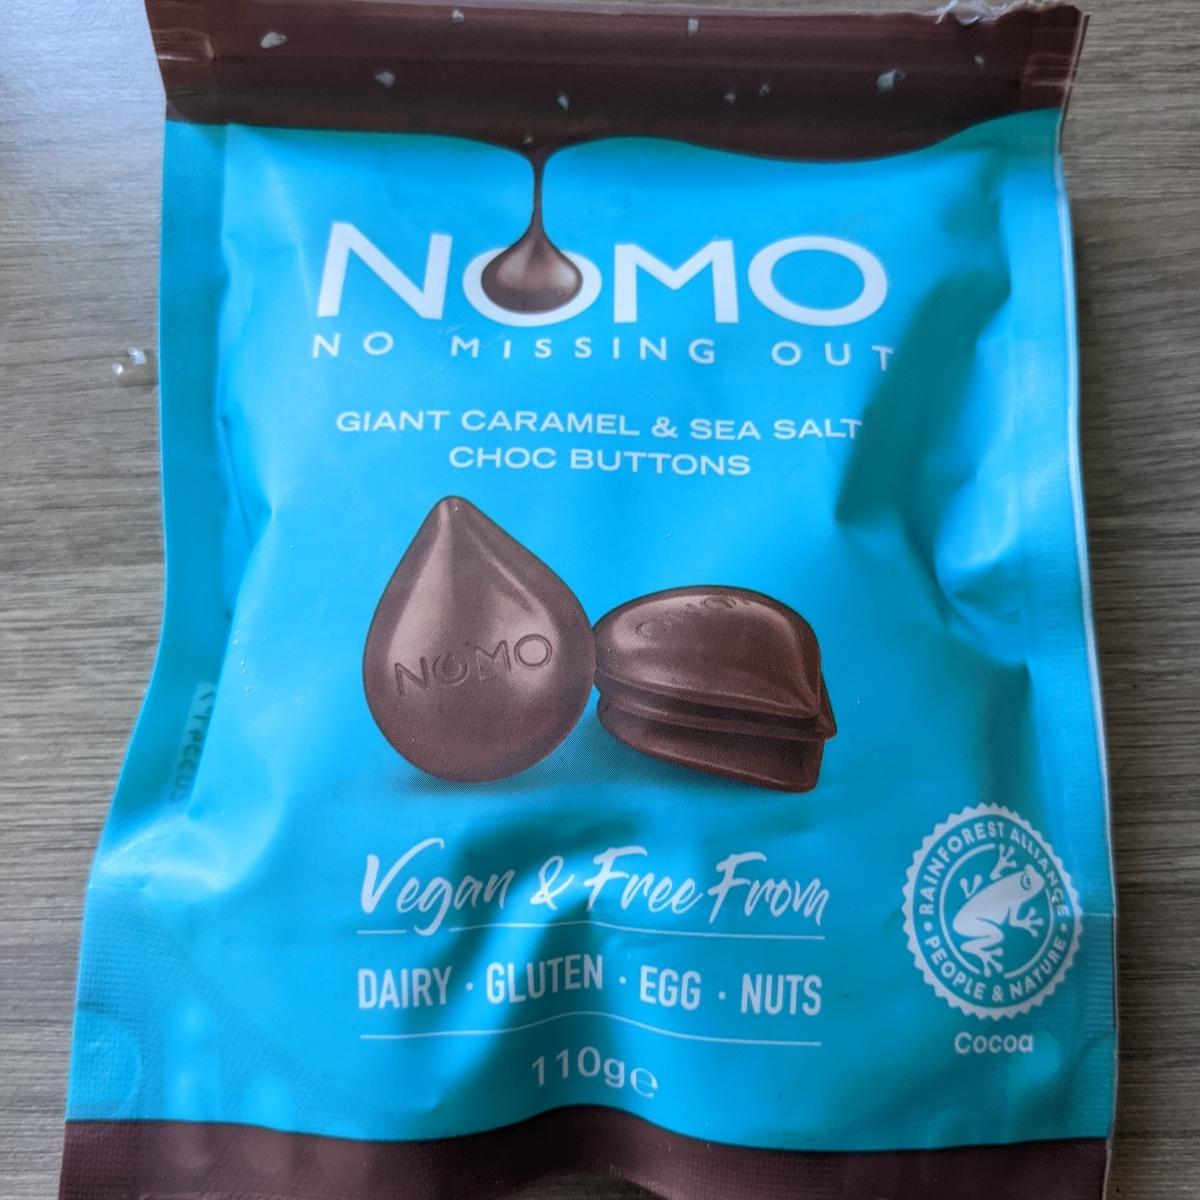 NOMO
NO MISSING OUT
GIANT CARAMEL & SEA SALT
CHOC BUTTONS
NOMO
NOMO
Vegan & Free From
DAIRY · GLUTEN · EGG · NUTS
110g℮
RAINFOREST ALLIANCE
· PEOPLE & NATURE ·
Cocoa